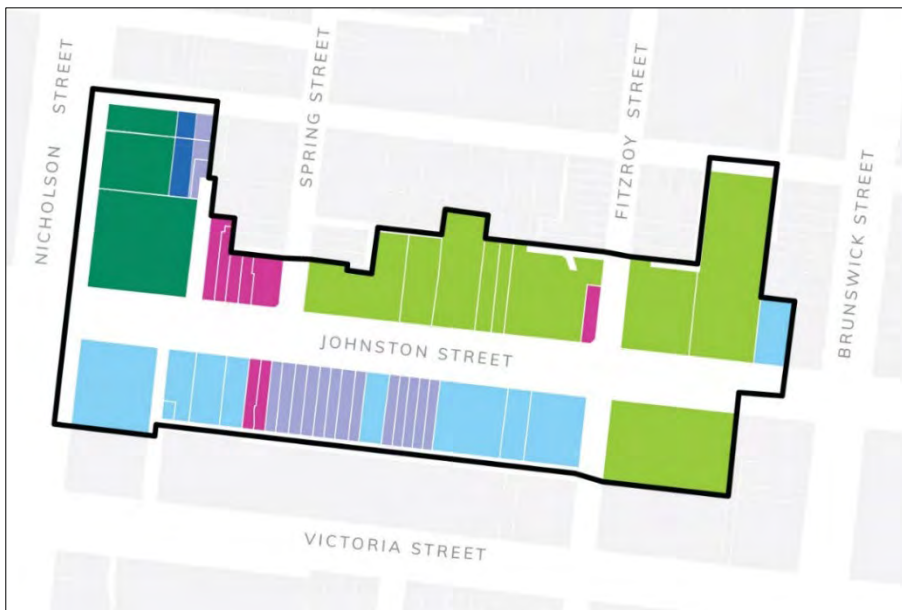 NICHOLSON STREET
SPRING STREET
FITZROY STREET
BRUNSWICK STREET
JOHNSTON STREET
VICTORIA STREET